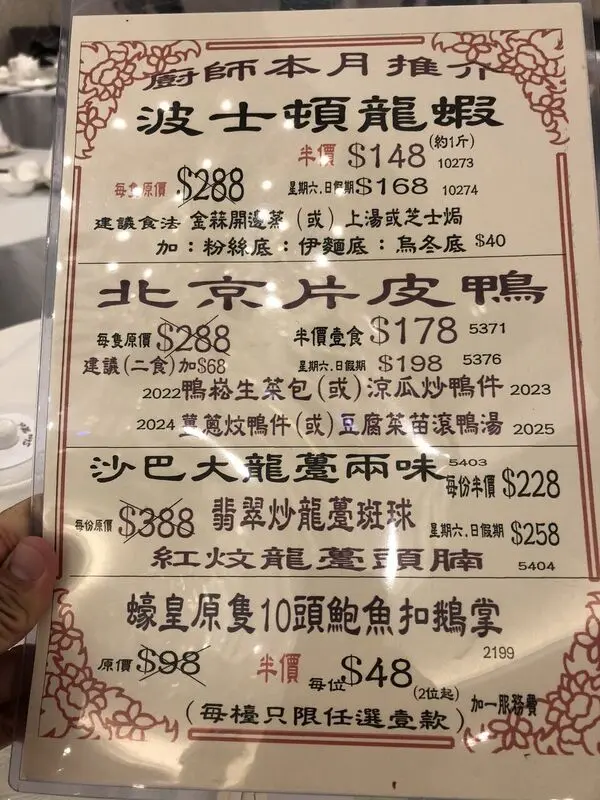 廚師本月推介
波士頓龍蝦
半價 $148 (約1斤) 10273
每隻原價 $288 星期六.日假期 $168 10274
建議食法 金蒜開邊蒸 (或) 上湯或芝士焗
加：粉絲底：伊麵底：烏冬底 $40
北京片皮鴨
每隻原價 $288 半價壹食 $178 5371
建議(二食)加$68 星期六.日假期 $198 5376
2022鴨崧生菜包(或)涼瓜炒鴨件 2023
2024 薑蔥炆鴨件(或)豆腐菜苗滾鴨湯 2025
沙巴大龍躉兩味 5403 每份半價 $228
每份原價 $388 翡翠炒龍躉斑球 星期六.日假期 $258
紅炆龍躉頭腩 5404
蠔皇原隻10頭鮑魚扣鵝掌
2199
原價 $98 半價 每位 $48 (2位起) 加一服務費
(每檯只限任選壹款)